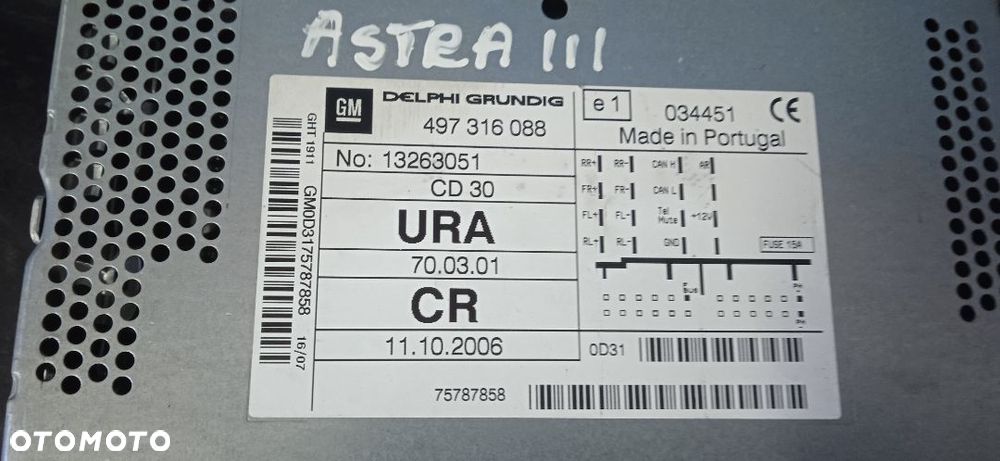 ASTRA III
GM
DELPHI GRUNDIG
497 316 088
e1
034451
CE
Made in Portugal
No: 13263051
CD 30
URA
70.03.01
CR
11.10.2006
GHT 1911 GM0D3175787858 16/07
RR+ RR- CAN H AR
FR+ FR- CAN L
FL+ FL- Tel Mute +12V
RL+ RL- GND FUSE 15A
0D31
75787858
OTOMOTO